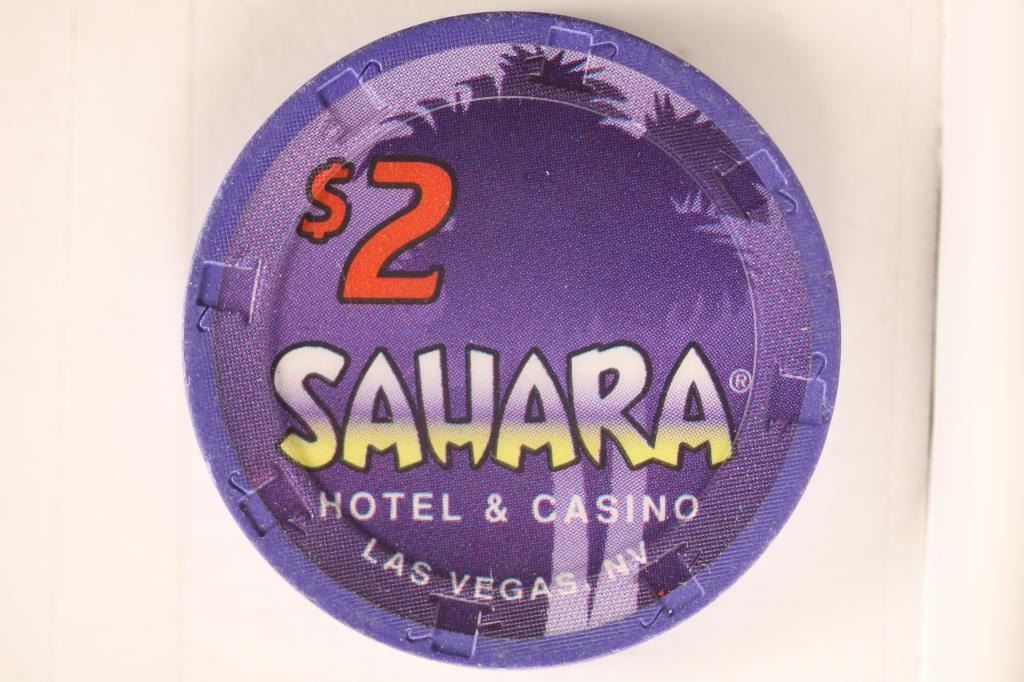 $2
SAHARA®
HOTEL & CASINO
LAS VEGAS, NV